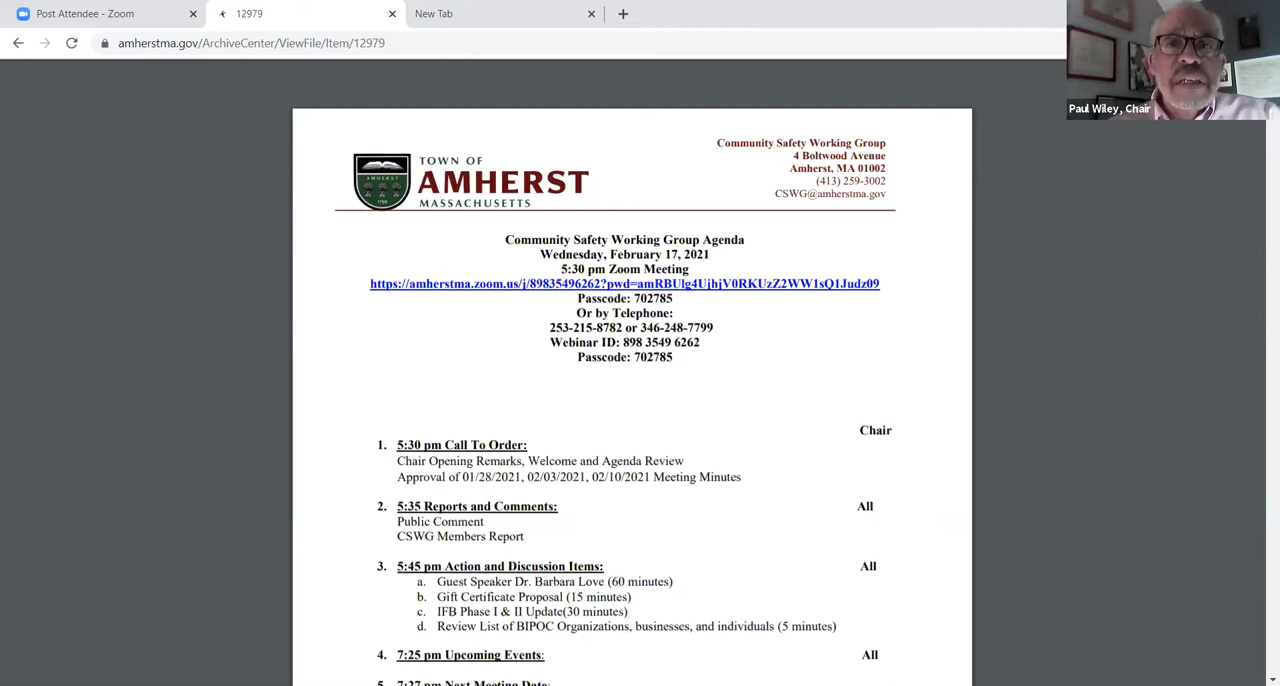 Post Attendee - Zoom
12979
New Tab
amherstma.gov/ArchiveCenter/ViewFile/Item/12979
Paul Wiley, Chair
TOWN OF
AMHERST
MASSACHUSETTS
AMHERST
Community Safety Working Group
4 Boltwood Avenue
Amherst, MA 01002
(413) 259-3002
CSWG@amherstma.gov
Community Safety Working Group Agenda
Wednesday, February 17, 2021
5:30 pm Zoom Meeting
https://amherstma.zoom.us/j/89835496262?pwd=amRBUlg4UjhjV0RKUzZ2WW1sQ1Judz09
Passcode: 702785
Or by Telephone:
253-215-8782 or 346-248-7799
Webinar ID: 898 3549 6262
Passcode: 702785
Chair
1. 5:30 pm Call To Order:
Chair Opening Remarks, Welcome and Agenda Review
Approval of 01/28/2021, 02/03/2021, 02/10/2021 Meeting Minutes
2. 5:35 Reports and Comments: All
Public Comment
CSWG Members Report
3. 5:45 pm Action and Discussion Items: All
a. Guest Speaker Dr. Barbara Love (60 minutes)
b. Gift Certificate Proposal (15 minutes)
c. IFB Phase I & II Update(30 minutes)
d. Review List of BIPOC Organizations, businesses, and individuals (5 minutes)
4. 7:25 pm Upcoming Events: All
5. 7:27 pm Next Meeting Date: